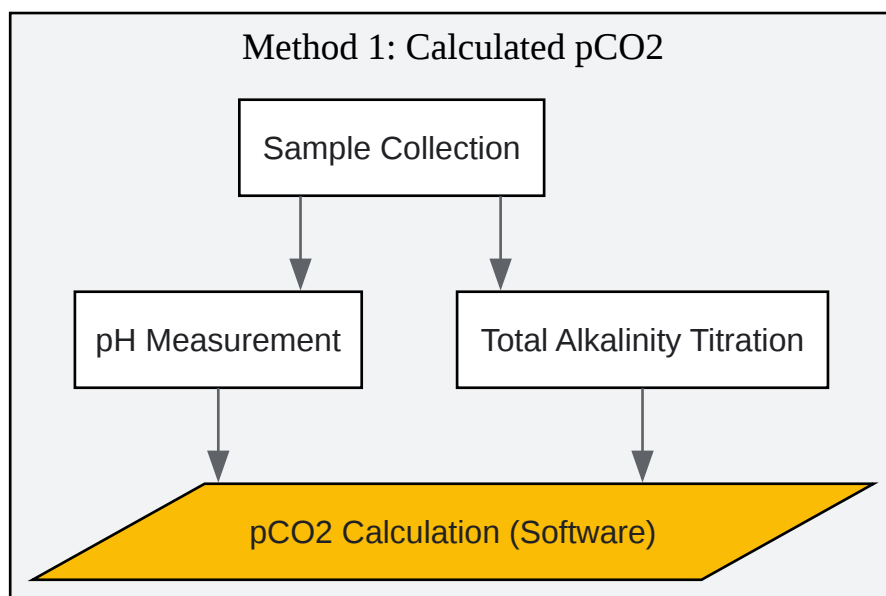 Method 1: Calculated pCO2
Sample Collection
pH Measurement
Total Alkalinity Titration
pCO2 Calculation (Software)